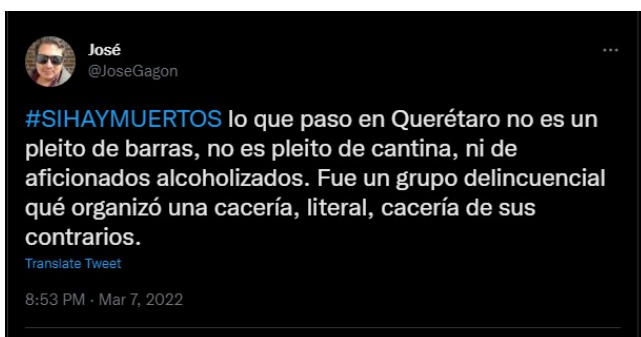 José
...
@JoseGagon
#SIHAYMUERTOS lo que paso en Querétaro no es un
pleito de barras, no es pleito de cantina, ni de
aficionados alcoholizados. Fue un grupo delincuencial
qué organizó una cacería, literal, cacería de sus
contrarios.
Translate Tweet
8:53 PM · Mar 7, 2022